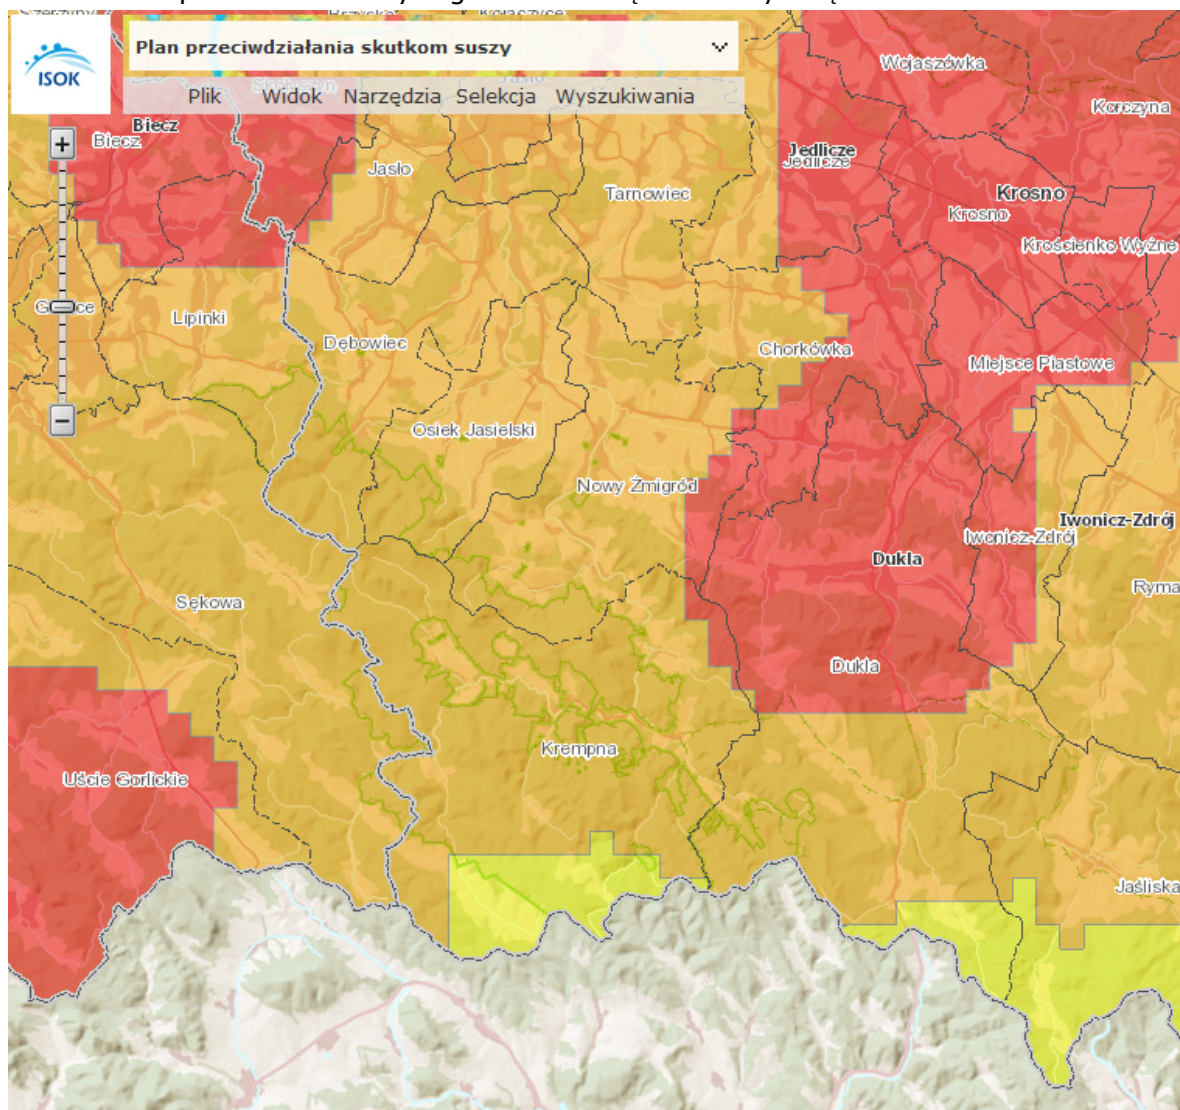 Kołaczyce
ISOK
Plan przeciwdziałania skutkom suszy
Plik Widok Narzędzia Selekcja Wyszukiwania
Wojaszówka
Korczyna
Biecz
Biecz
Jasło
Jedlicze
Jedlicze
Tarnowiec
Krosno
Krosno
Krościenko Wyżne
Lipinki
Dębowiec
Chorkówka
Miejsce Piastowe
Osiek Jasielski
Nowy Żmigród
Iwonicz-Zdrój
Iwonicz-Zdrój
Dukla
Ryma
Sękowa
Dukla
Krempna
Uście Gorlickie
Jaśliska